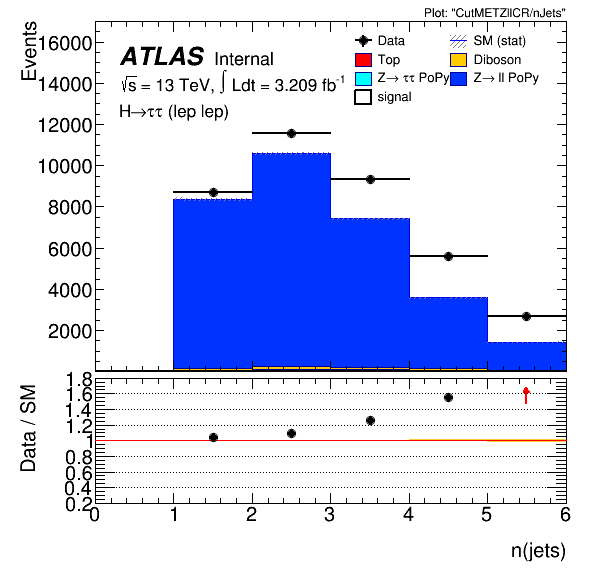 Plot: "CutMETZllCR/nJets"
Events
16000
14000
12000
10000
8000
6000
4000
2000
ATLAS Internal
√s = 13 TeV, ∫ Ldt = 3.209 fb⁻¹
H→ττ (lep lep)
Data
SM (stat)
Top
Diboson
Z→ ττ PoPy
Z→ ll PoPy
signal
Data / SM
1.8
1.6
1.4
1.2
1
0.8
0.6
0.4
0.2
0 1 2 3 4 5 6
n(jets)